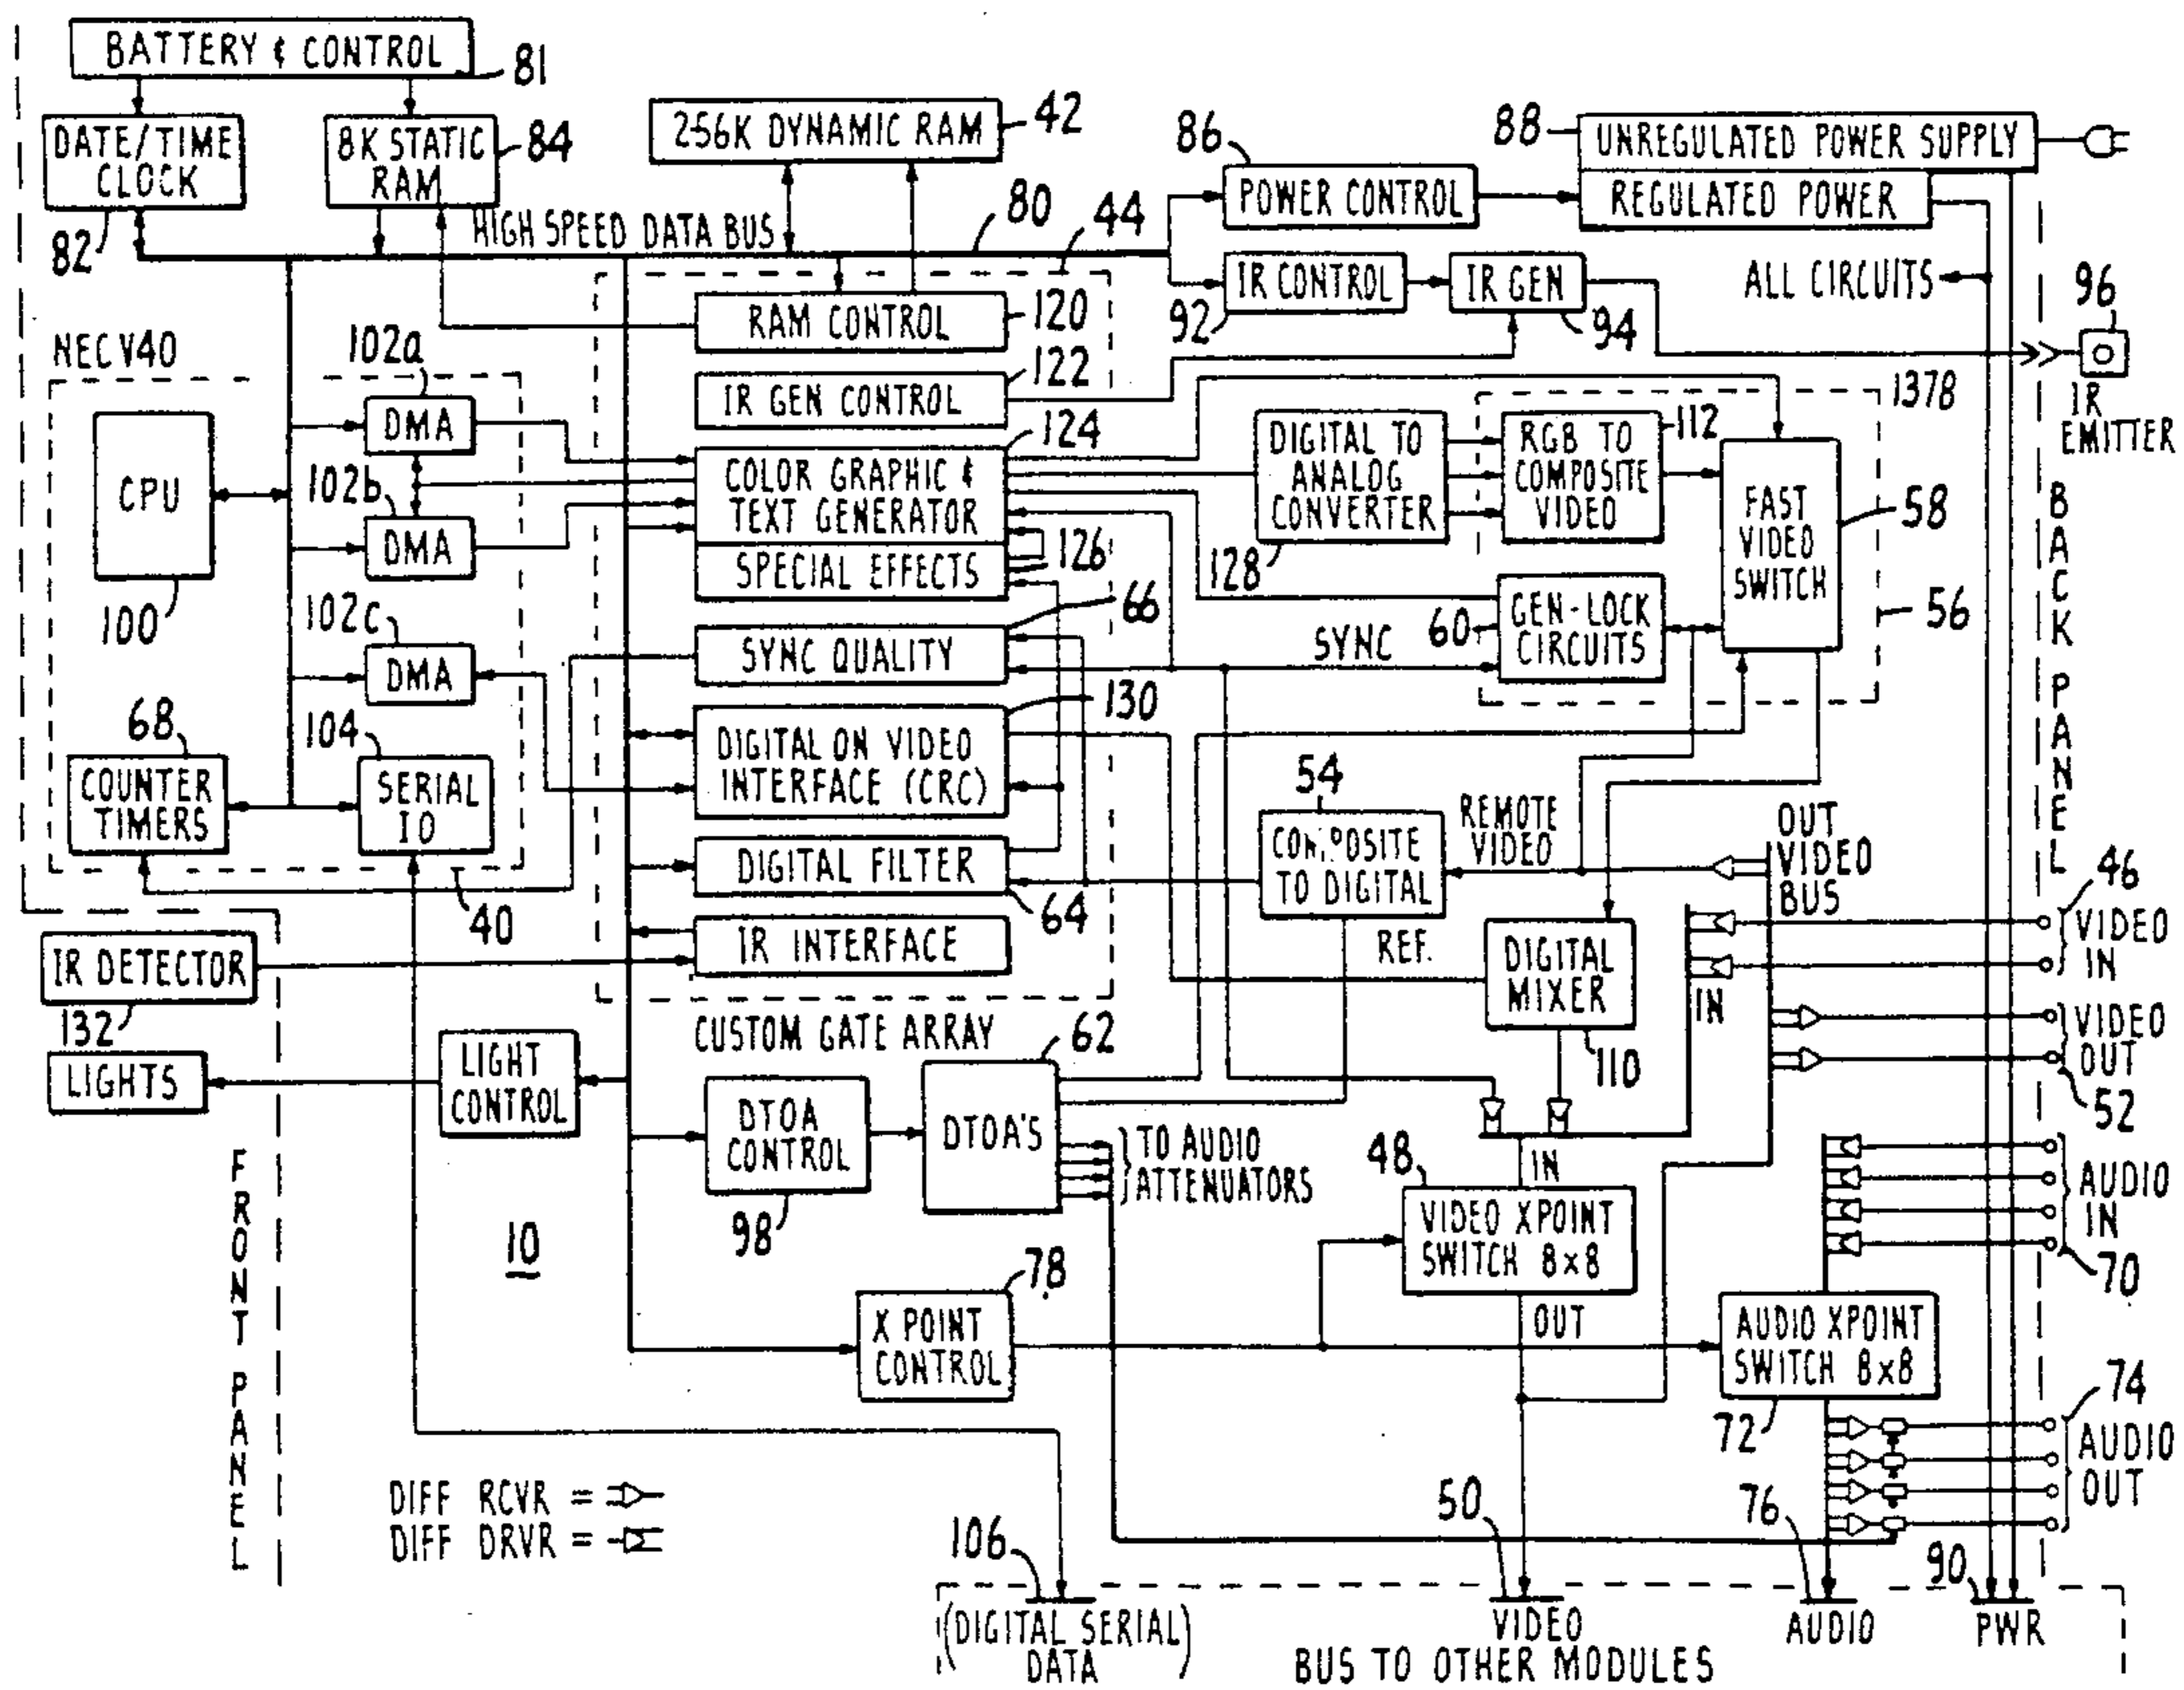 BATTERY & CONTROL
81
DATE/TIME
CLOCK
82
8K STATIC
RAM
84
256K DYNAMIC RAM
42
86
POWER CONTROL
88
UNREGULATED POWER SUPPLY
REGULATED POWER
HIGH SPEED DATA BUS
80
44
IR CONTROL
92
IR GEN
94
ALL CIRCUITS
96
IR
EMITTER
NEC V40
102a
DMA
102b
DMA
102c
DMA
CPU
100
68
COUNTER
TIMERS
104
SERIAL
IO
40
RAM CONTROL
120
IR GEN CONTROL
122
COLOR GRAPHIC &
TEXT GENERATOR
124
SPECIAL EFFECTS
126
SYNC QUALITY
66
DIGITAL ON VIDEO
INTERFACE (CRC)
130
DIGITAL FILTER
64
IR INTERFACE
CUSTOM GATE ARRAY
DIGITAL TO
ANALOG
CONVERTER
128
RGB TO
COMPOSITE
VIDEO
112
1378
FAST
VIDEO
SWITCH
58
56
GEN-LOCK
CIRCUITS
60
SYNC
BACK PANEL
54
COMPOSITE
TO DIGITAL
REMOTE
VIDEO
REF.
OUT
VIDEO
BUS
DIGITAL
MIXER
110
IN
46
VIDEO
IN
VIDEO
OUT
52
IR DETECTOR
132
LIGHTS
LIGHT
CONTROL
FRONT PANEL
10
DTOA
CONTROL
98
62
DTOA'S
TO AUDIO
ATTENUATORS
48
IN
VIDEO XPOINT
SWITCH 8x8
OUT
AUDIO
IN
70
78
X POINT
CONTROL
AUDIO XPOINT
SWITCH 8x8
72
74
AUDIO
OUT
DIFF RCVR =
DIFF DRVR =
106
(DIGITAL SERIAL)
DATA
50
VIDEO
76
AUDIO
90
PWR
BUS TO OTHER MODULES